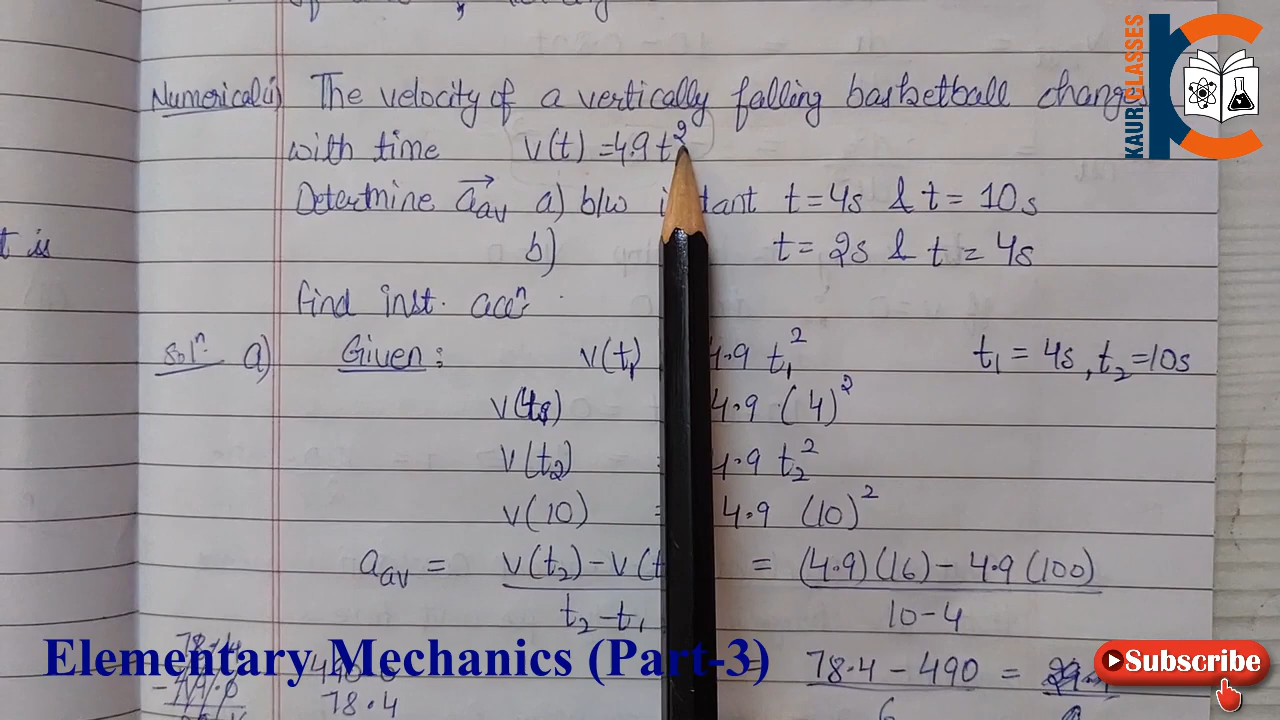 KAUR CLASSES
Numerical (i) The velocity of a vertically falling basketball changes
with time v(t) = 4.9 t²
Determine a⃗av a) b/w t = 4s & t = 10s
t is
b) t = 2s & t = 4s
find inst. accⁿ.
Solⁿ. a) Given: v(t₁) 4.9 t₁² t₁ = 4s, t₂ = 10s
4.9 (4)²
v(t₂) = 4.9 t₂²
v(10) = 4.9 (10)²
aav = v(t₂) - v(t = (4.9)(16) - 4.9(100)
t₂ - t₁ 10 - 4
Elementary Mechanics (Part-3)
= 78.4 - 490 =
6
78.4
Subscribe